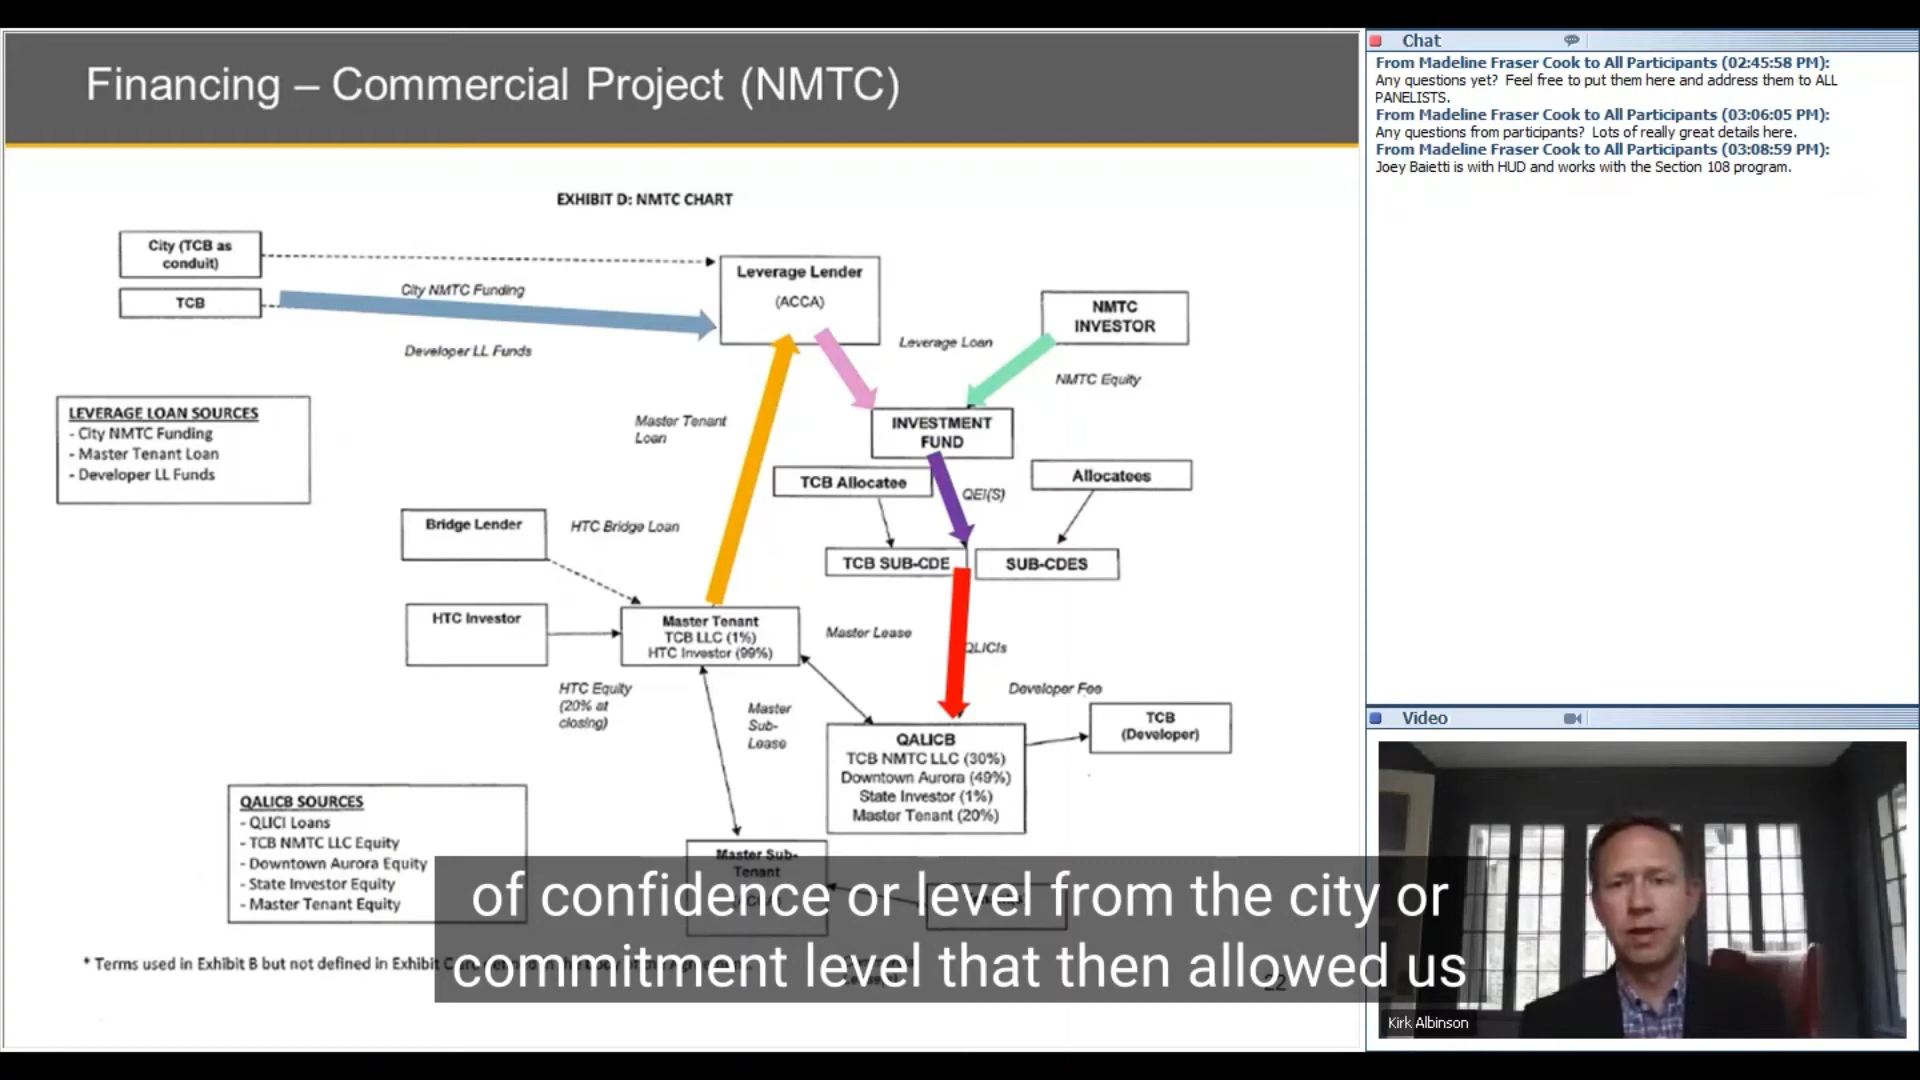 Financing – Commercial Project (NMTC)
EXHIBIT D: NMTC CHART
City (TCB as
conduit)
TCB
City NMTC Funding
Developer LL Funds
Leverage Lender
(ACCA)
NMTC
INVESTOR
Leverage Loan
NMTC Equity
LEVERAGE LOAN SOURCES
- City NMTC Funding
- Master Tenant Loan
- Developer LL Funds
Master Tenant
Loan
INVESTMENT
FUND
TCB Allocatee
QEI(S)
Allocatees
Bridge Lender
HTC Bridge Loan
TCB SUB-CDE
SUB-CDES
HTC Investor
Master Tenant
TCB LLC (1%)
HTC Investor (99%)
Master Lease
QLICIs
HTC Equity
(20% at
closing)
Master
Sub-
Lease
Developer Fee
TCB
(Developer)
QALICB
TCB NMTC LLC (30%)
Downtown Aurora (49%)
State Investor (1%)
Master Tenant (20%)
QALICB SOURCES
- QLICI Loans
- TCB NMTC LLC Equity
- Downtown Aurora Equity
- State Investor Equity
- Master Tenant Equity
Master Sub-
Tenant
* Terms used in Exhibit B but not defined in Exhibit
22
of confidence or level from the city or
commitment level that then allowed us
Chat
From Madeline Fraser Cook to All Participants (02:45:58 PM):
Any questions yet? Feel free to put them here and address them to ALL
PANELISTS.
From Madeline Fraser Cook to All Participants (03:06:05 PM):
Any questions from participants? Lots of really great details here.
From Madeline Fraser Cook to All Participants (03:08:59 PM):
Joey Baietti is with HUD and works with the Section 108 program.
Video
Kirk Albinson